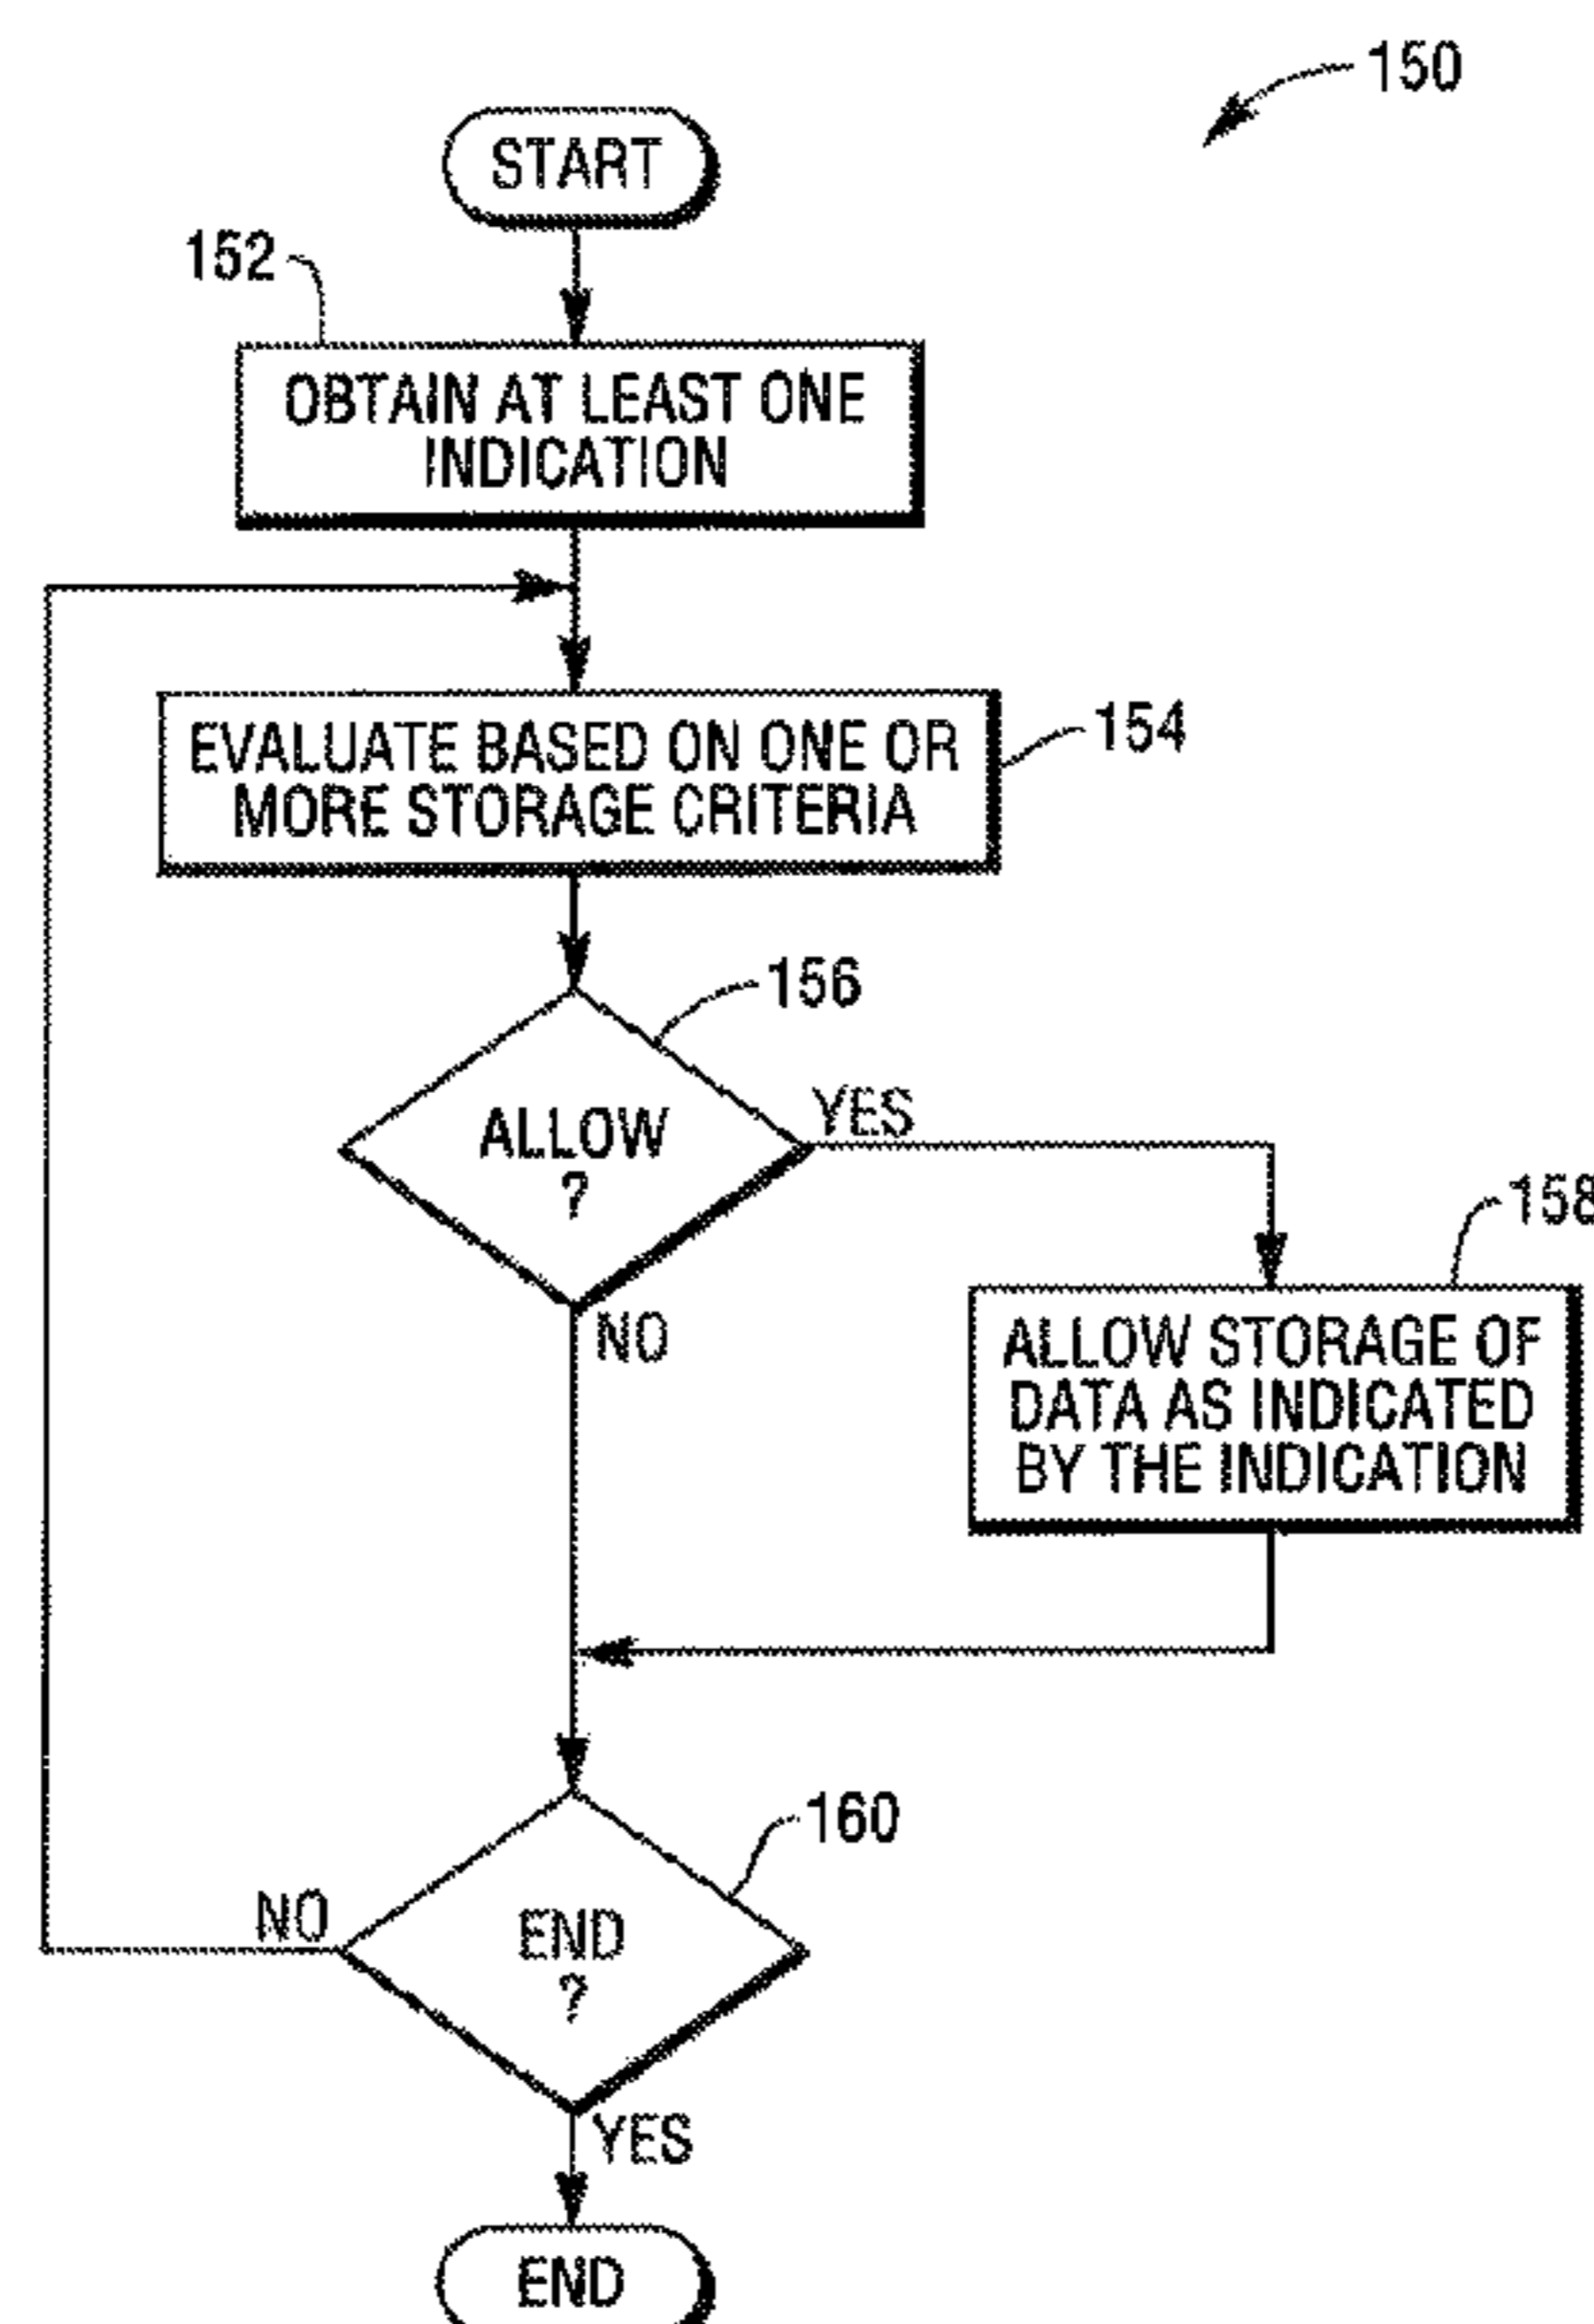 150
START
152
OBTAIN AT LEAST ONE
INDICATION
EVALUATE BASED ON ONE OR
MORE STORAGE CRITERIA
154
156
ALLOW
?
YES
NO
158
ALLOW STORAGE OF
DATA AS INDICATED
BY THE INDICATION
160
NO
END
?
YES
END